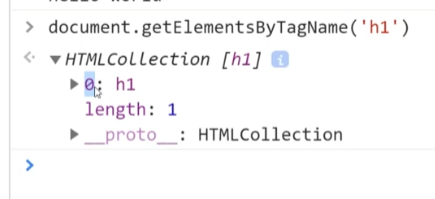 > document.getElementsByTagName('h1')
HTMLCollection [h1] i
0: h1
length: 1
__proto__: HTMLCollection
>